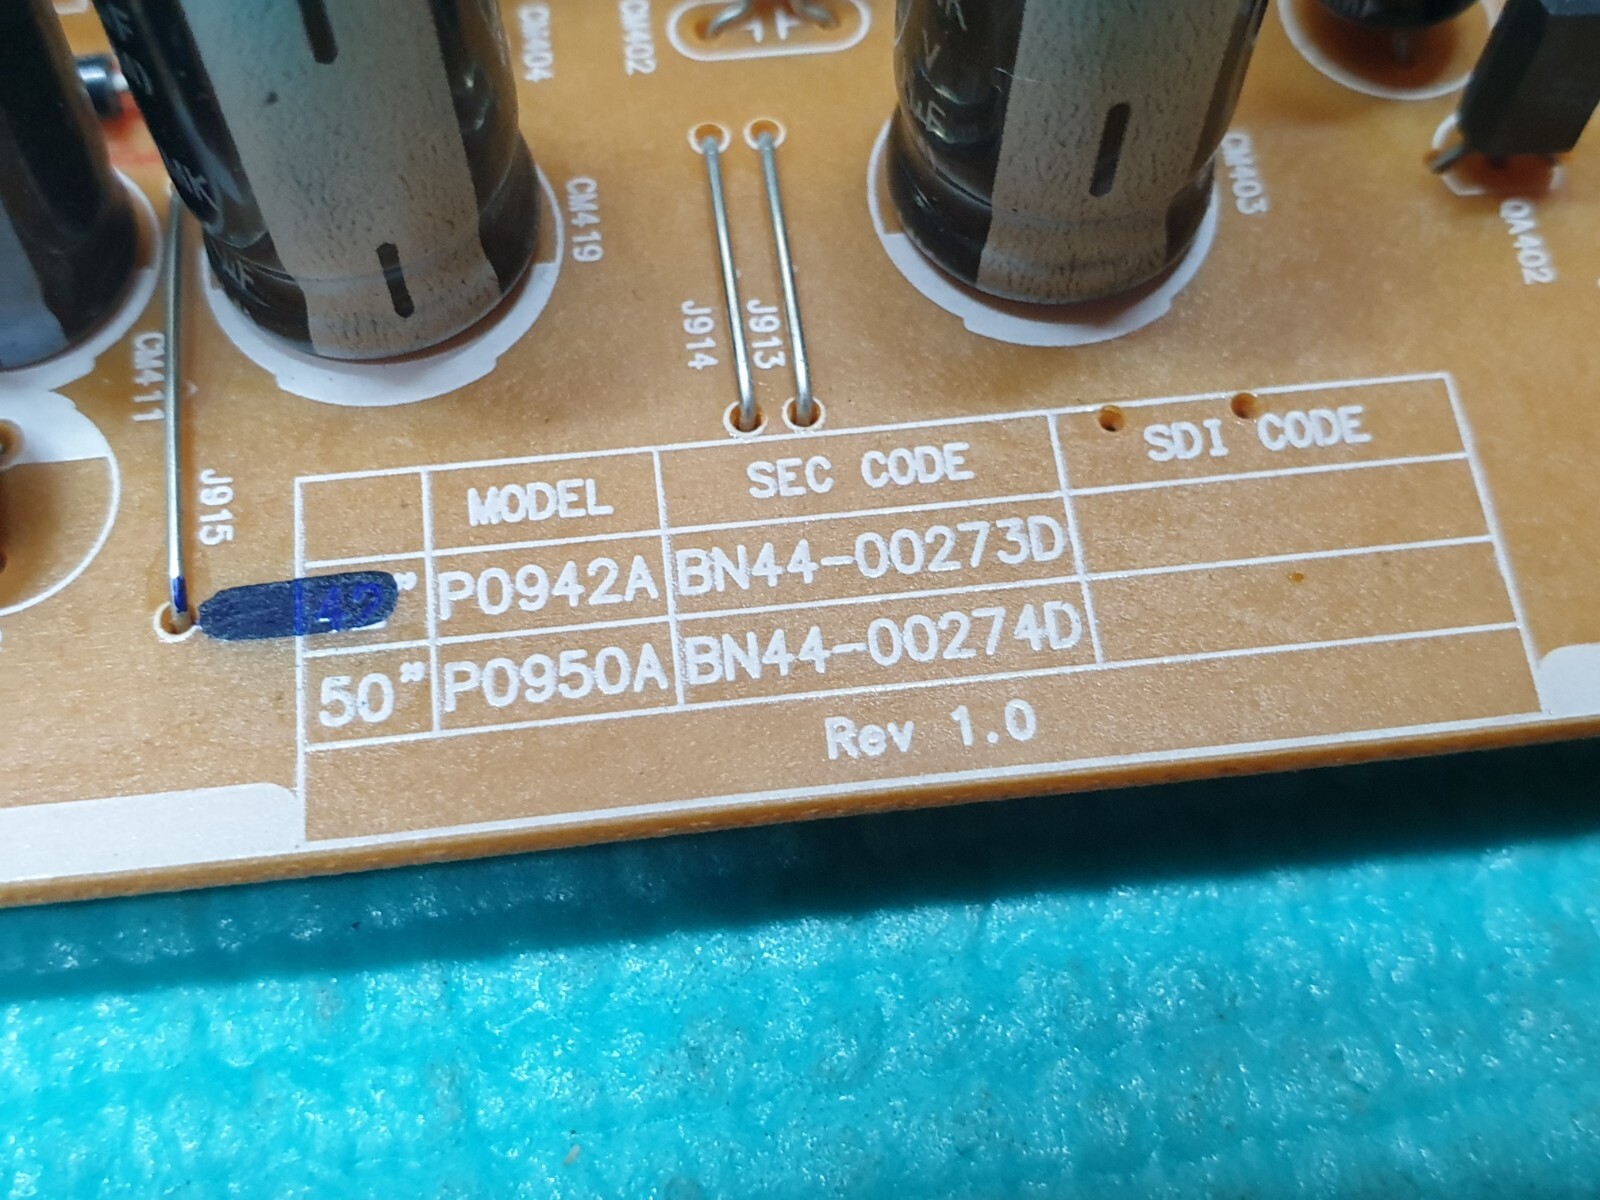 CM404
CM402
CM419
CM403
QA402
J914
J913
CM411
J915
MODEL SEC CODE SDI CODE
42" P0942A BN44-00273D
50" P0950A BN44-00274D
Rev 1.0